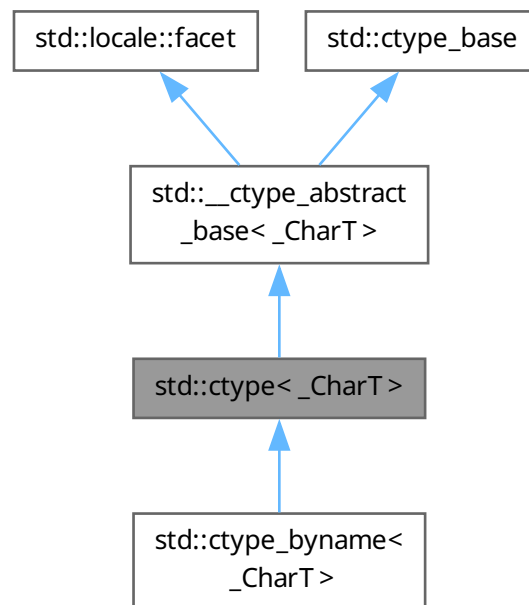 std::locale::facet
std::ctype_base
std::__ctype_abstract
_base< _CharT >
std::ctype< _CharT >
std::ctype_byname<
_CharT >